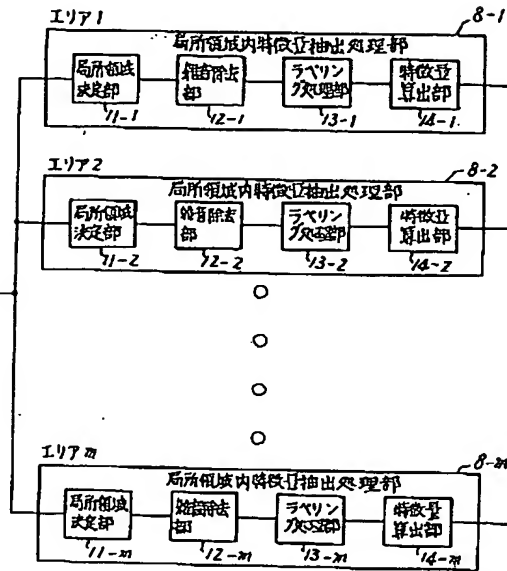 エリア1
8-1
局所領域内特徴量抽出処理部
局所領域
決定部
雑音除去
部
ラベリン
グ処理部
特徴量
算出部
11-1
12-1
13-1
14-1
エリア2
8-2
局所領域内特徴量抽出処理部
局所領域
決定部
雑音除去
部
ラベリン
グ処理部
特徴量
算出部
11-2
12-2
13-2
14-2
エリアm
8-m
局所領域内特徴量抽出処理部
局所領域
決定部
雑音除去
部
ラベリン
グ処理部
特徴量
算出部
11-m
12-m
13-m
14-m